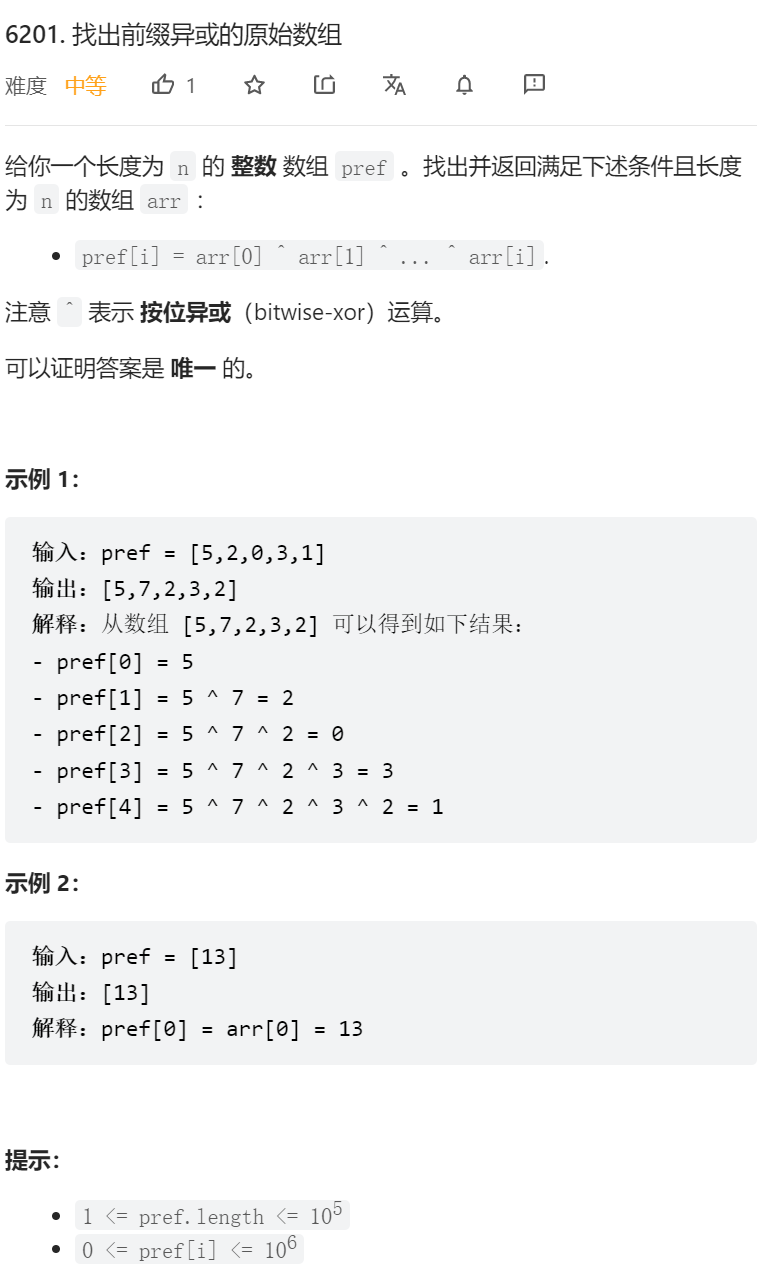 6201. 找出前缀异或的原始数组
难度 中等 1
给你一个长度为 n 的 整数 数组 pref 。找出并返回满足下述条件且长度
为 n 的数组 arr ：
pref[i] = arr[0] ^ arr[1] ^ ... ^ arr[i].
注意 ^ 表示 按位异或（bitwise-xor）运算。
可以证明答案是 唯一 的。
示例 1：
输入：pref = [5,2,0,3,1]
输出：[5,7,2,3,2]
解释：从数组 [5,7,2,3,2] 可以得到如下结果：
- pref[0] = 5
- pref[1] = 5 ^ 7 = 2
- pref[2] = 5 ^ 7 ^ 2 = 0
- pref[3] = 5 ^ 7 ^ 2 ^ 3 = 3
- pref[4] = 5 ^ 7 ^ 2 ^ 3 ^ 2 = 1
示例 2：
输入：pref = [13]
输出：[13]
解释：pref[0] = arr[0] = 13
提示：
1 <= pref.length <= 10⁵
0 <= pref[i] <= 10⁶